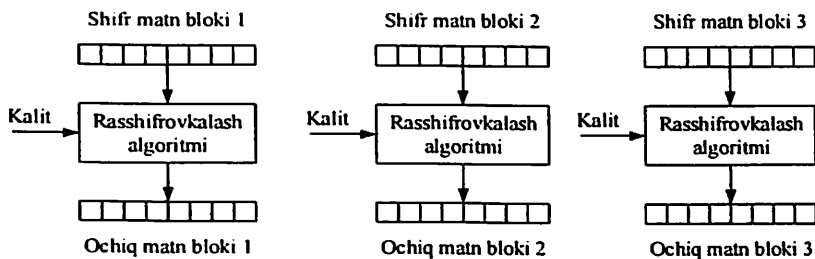 Shifr matn bloki 1
Shifr matn bloki 2
Shifr matn bloki 3
Kalit
Rasshifrovkalash
algoritmi
Kalit
Rasshifrovkalash
algoritmi
Kalit
Rasshifrovkalash
algoritmi
Ochiq matn bloki 1
Ochiq matn bloki 2
Ochiq matn bloki 3